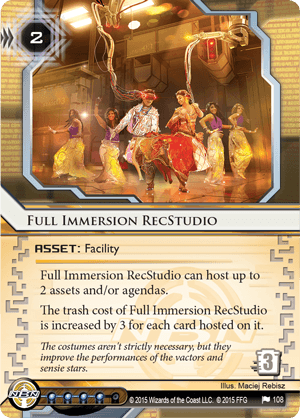 2
FULL IMMERSION RECSTUDIO
ASSET: Facility
Full Immersion RecStudio can host up to
2 assets and/or agendas.
The trash cost of Full Immersion RecStudio
is increased by 3 for each card hosted on it.
The costumes aren't strictly necessary, but they
improve the performances of the vactors and
sensie stars.
3
Illus. Maciej Rebisz
NBN
© 2015 Wizards of the Coast LLC. © 2015 FFG
108